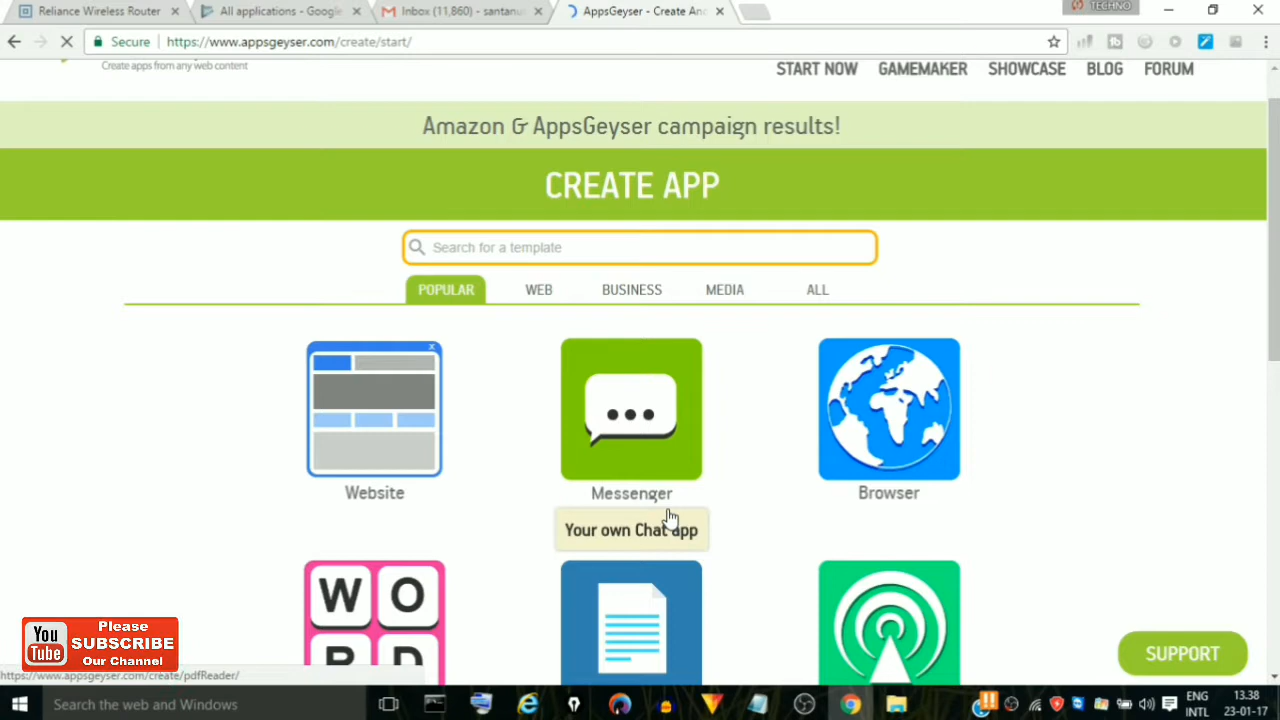 Reliance Wireless Router
All applications - Google
Inbox (11,860) - santanu
AppsGeyser - Create And
TECHNO
Secure
https://www.appsgeyser.com/create/start/
Create apps from any web content
START NOW
GAMEMAKER
SHOWCASE
BLOG
FORUM
Amazon & AppsGeyser campaign results!
CREATE APP
Search for a template
POPULAR
WEB
BUSINESS
MEDIA
ALL
Website
Messenger
Browser
Your own Chat app
WO
RD
You
Tube
Please
SUBSCRIBE
Our Channel
SUPPORT
https://www.appsgeyser.com/create/pdfReader/
Search the web and Windows
ENG
INTL
13.38
23-01-17